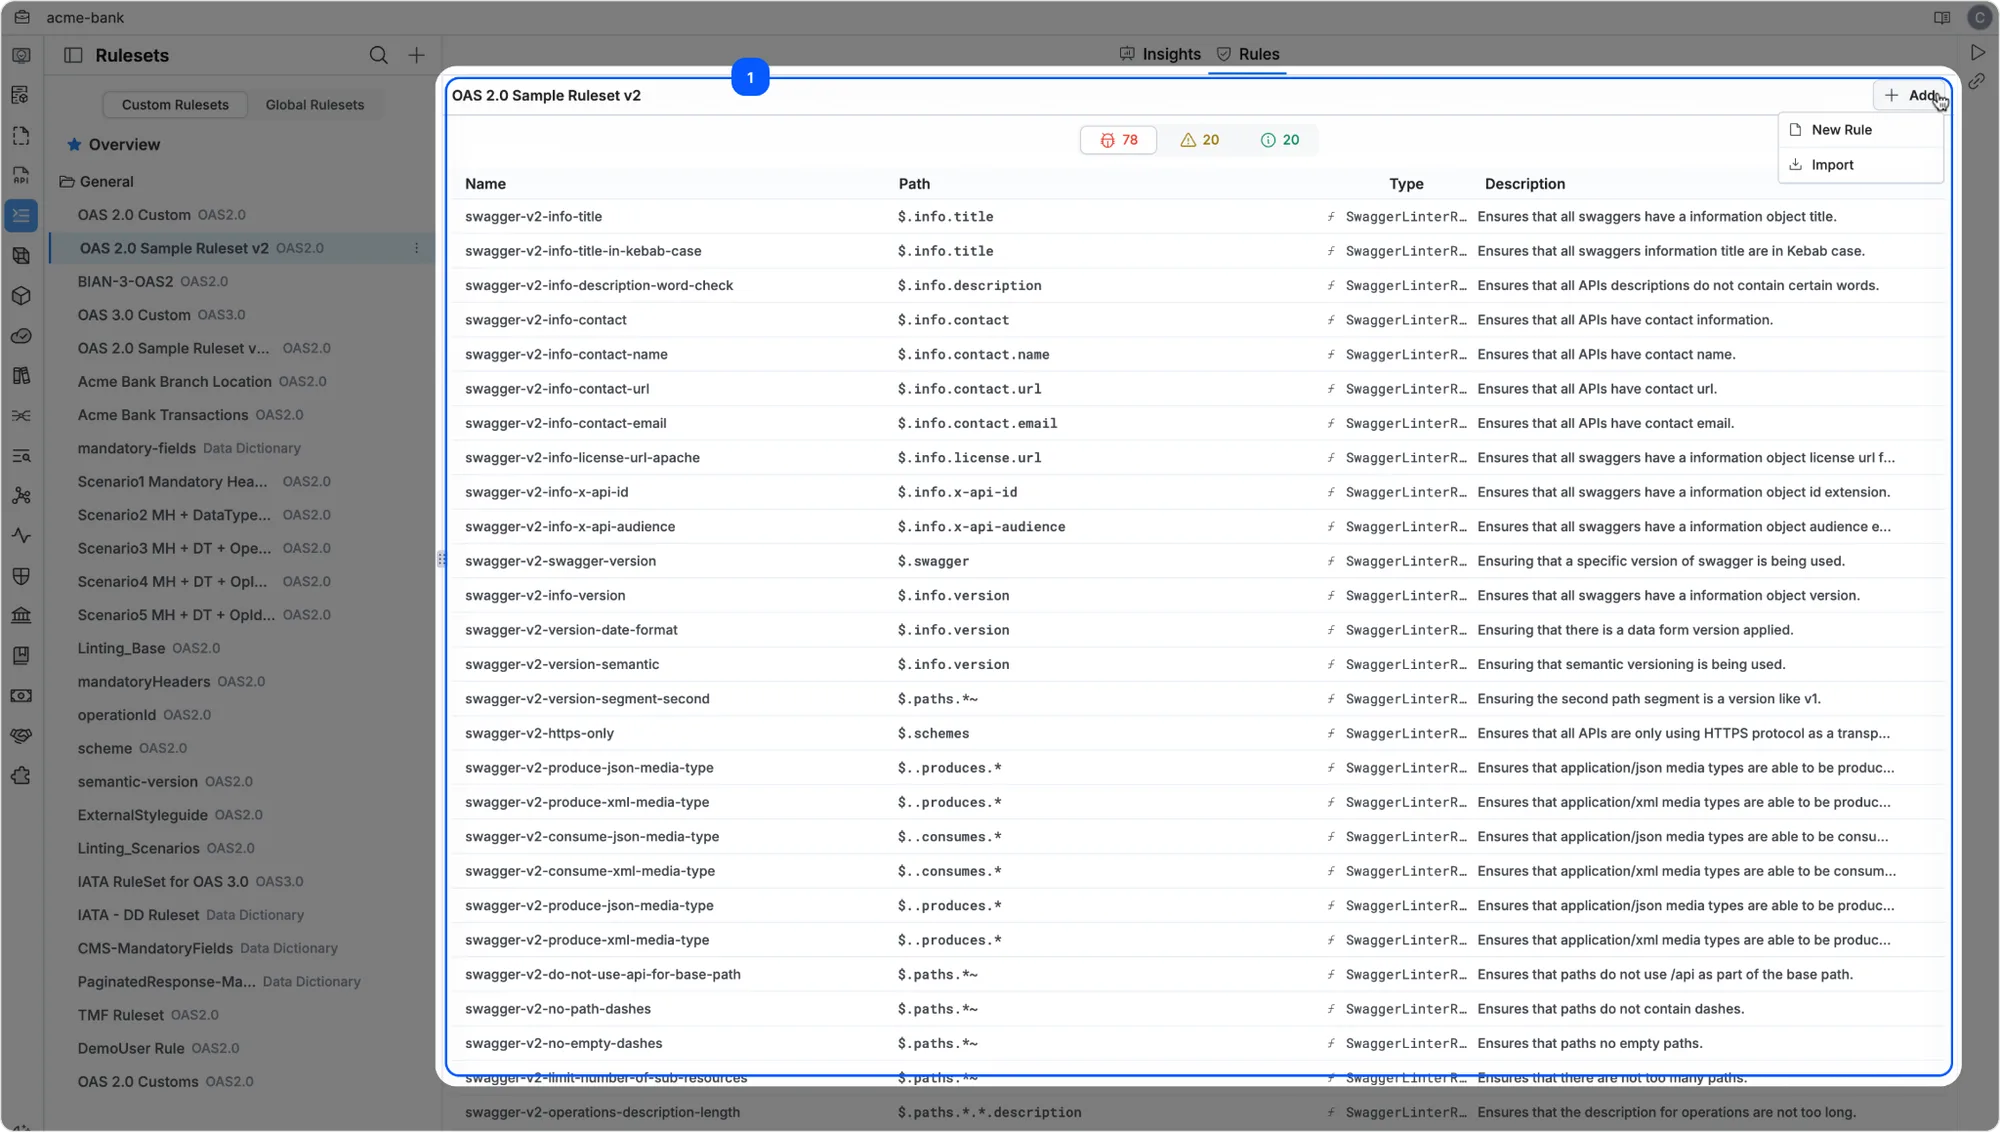 acme-bank
C
Rulesets
Insights
Rules
1
Custom Rulesets Global Rulesets
Overview
General
OAS 2.0 Custom OAS2.0
OAS 2.0 Sample Ruleset v2 OAS2.0
BIAN-3-OAS2 OAS2.0
OAS 3.0 Custom OAS3.0
OAS 2.0 Sample Ruleset v... OAS2.0
Acme Bank Branch Location OAS2.0
Acme Bank Transactions OAS2.0
mandatory-fields Data Dictionary
Scenario1 Mandatory Hea... OAS2.0
Scenario2 MH + DataType... OAS2.0
Scenario3 MH + DT + Ope... OAS2.0
Scenario4 MH + DT + OpI... OAS2.0
Scenario5 MH + DT + OpId... OAS2.0
Linting_Base OAS2.0
mandatoryHeaders OAS2.0
operationId OAS2.0
scheme OAS2.0
semantic-version OAS2.0
ExternalStyleguide OAS2.0
Linting_Scenarios OAS2.0
IATA RuleSet for OAS 3.0 OAS3.0
IATA - DD Ruleset Data Dictionary
CMS-MandatoryFields Data Dictionary
PaginatedResponse-Ma... Data Dictionary
TMF Ruleset OAS2.0
DemoUser Rule OAS2.0
OAS 2.0 Customs OAS2.0
API
OAS 2.0 Sample Ruleset v2
Add
New Rule
Import
78 20 20
Name Path Type Description
swagger-v2-info-title $.info.title f SwaggerLinterR… Ensures that all swaggers have a information object title.
swagger-v2-info-title-in-kebab-case $.info.title f SwaggerLinterR… Ensures that all swaggers information title are in Kebab case.
swagger-v2-info-description-word-check $.info.description f SwaggerLinterR… Ensures that all APIs descriptions do not contain certain words.
swagger-v2-info-contact $.info.contact f SwaggerLinterR… Ensures that all APIs have contact information.
swagger-v2-info-contact-name $.info.contact.name f SwaggerLinterR… Ensures that all APIs have contact name.
swagger-v2-info-contact-url $.info.contact.url f SwaggerLinterR… Ensures that all APIs have contact url.
swagger-v2-info-contact-email $.info.contact.email f SwaggerLinterR… Ensures that all APIs have contact email.
swagger-v2-info-license-url-apache $.info.license.url f SwaggerLinterR… Ensures that all swaggers have a information object license url f...
swagger-v2-info-x-api-id $.info.x-api-id f SwaggerLinterR… Ensures that all swaggers have a information object id extension.
swagger-v2-info-x-api-audience $.info.x-api-audience f SwaggerLinterR… Ensures that all swaggers have a information object audience e...
swagger-v2-swagger-version $.swagger f SwaggerLinterR… Ensuring that a specific version of swagger is being used.
swagger-v2-info-version $.info.version f SwaggerLinterR… Ensures that all swaggers have a information object version.
swagger-v2-version-date-format $.info.version f SwaggerLinterR… Ensuring that there is a data form version applied.
swagger-v2-version-semantic $.info.version f SwaggerLinterR… Ensuring that semantic versioning is being used.
swagger-v2-version-segment-second $.paths.*~ f SwaggerLinterR… Ensuring the second path segment is a version like v1.
swagger-v2-https-only $.schemes f SwaggerLinterR… Ensures that all APIs are only using HTTPS protocol as a transp...
swagger-v2-produce-json-media-type $..produces.* f SwaggerLinterR… Ensures that application/json media types are able to be produc...
swagger-v2-produce-xml-media-type $..produces.* f SwaggerLinterR… Ensures that application/xml media types are able to be produc...
swagger-v2-consume-json-media-type $..consumes.* f SwaggerLinterR… Ensures that application/json media types are able to be consu...
swagger-v2-consume-xml-media-type $..consumes.* f SwaggerLinterR… Ensures that application/xml media types are able to be consum...
swagger-v2-produce-json-media-type $..produces.* f SwaggerLinterR… Ensures that application/json media types are able to be produc...
swagger-v2-produce-xml-media-type $..produces.* f SwaggerLinterR… Ensures that application/xml media types are able to be produc...
swagger-v2-do-not-use-api-for-base-path $.paths.*~ f SwaggerLinterR… Ensures that paths do not use /api as part of the base path.
swagger-v2-no-path-dashes $.paths.*~ f SwaggerLinterR… Ensures that paths do not contain dashes.
swagger-v2-no-empty-dashes $.paths.*~ f SwaggerLinterR… Ensures that paths no empty paths.
swagger-v2-limit-number-of-sub-resources $.paths.*~ f SwaggerLinterR… Ensures that there are not too many paths.
swagger-v2-operations-description-length $.paths.*.*.description f SwaggerLinterR… Ensures that the description for operations are not too long.